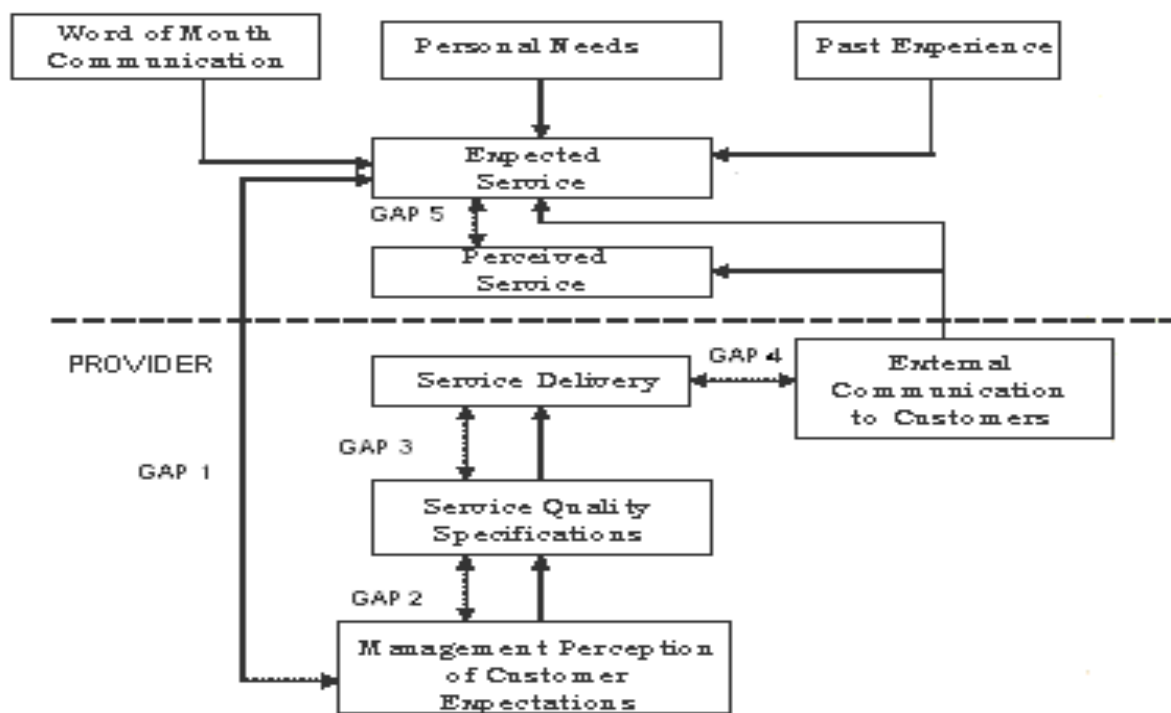 Word of Month
Communication
Personal Needs
Past Experience
Expected
Service
GAP 5
Perceived
Service
PROVIDER
GAP 4
Service Delivery
External
Communication
to Customers
GAP 3
GAP 1
Service Quality
Specifications
GAP 2
Management Perception
of Customer
Expectations